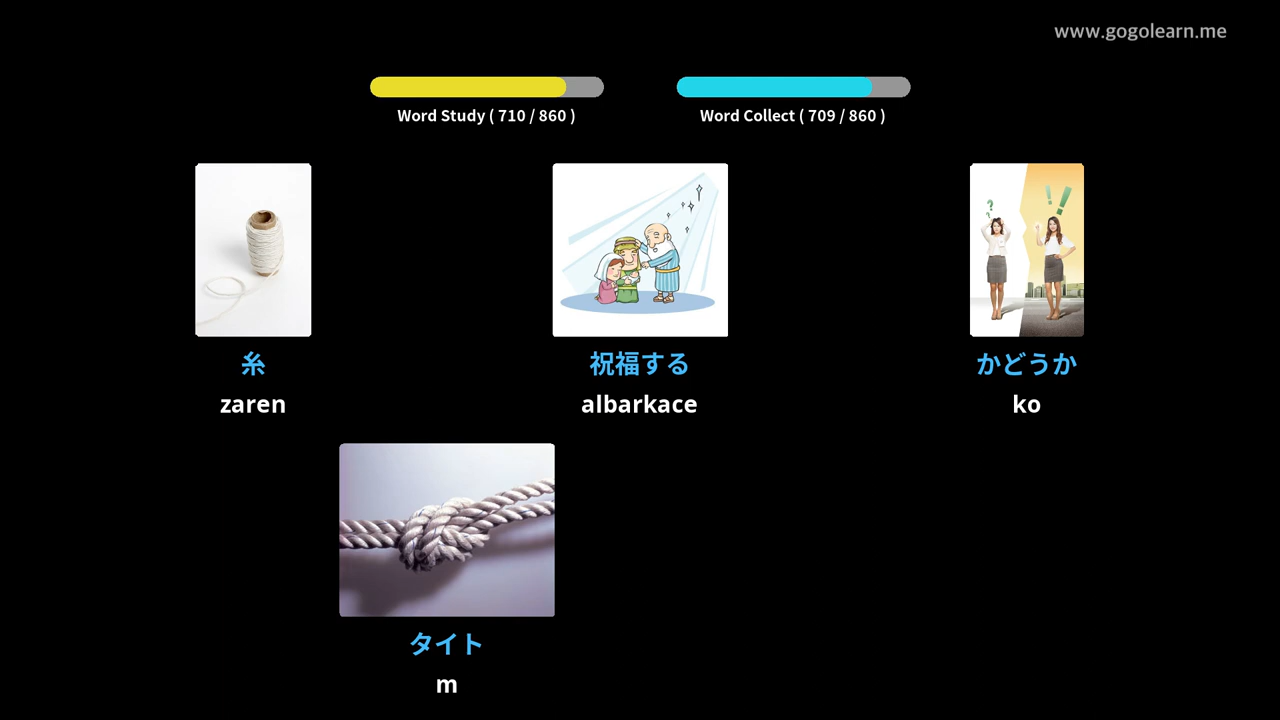 www.gogolearn.me
Word Study ( 710 / 860 )
Word Collect ( 709 / 860 )
糸
zaren
祝福する
albarkace
かどうか
ko
タイト
m